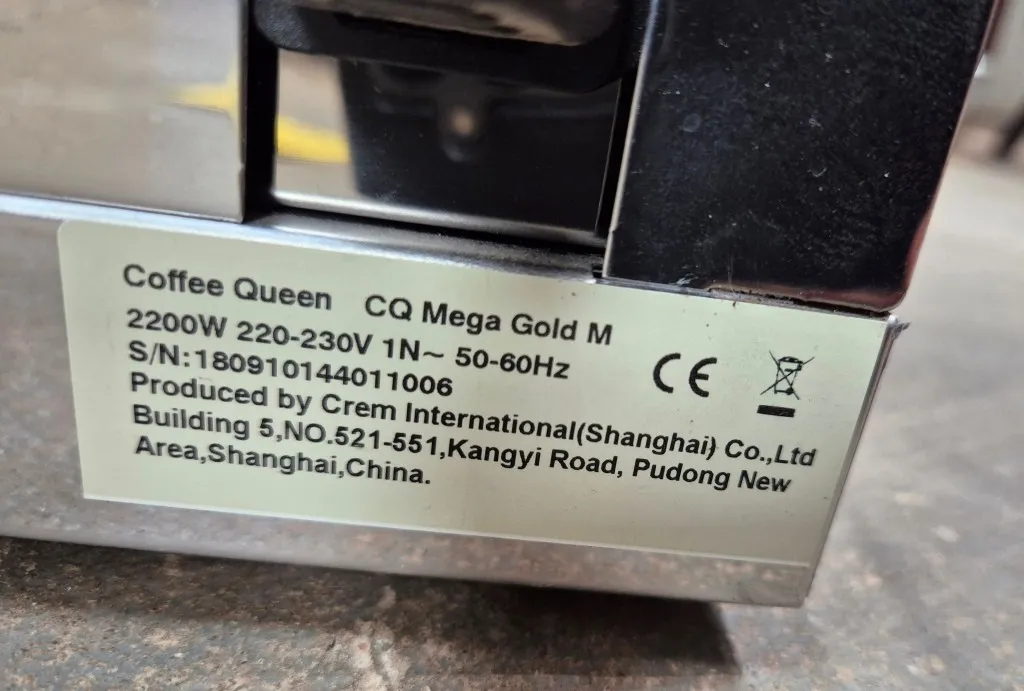 Coffee Queen CQ Mega Gold M
2200W 220-230V 1N~ 50-60Hz
S/N:180910144011006
Produced by Crem International(Shanghai) Co.,Ltd
Building 5,NO.521-551,Kangyi Road, Pudong New
Area,Shanghai,China.
CE